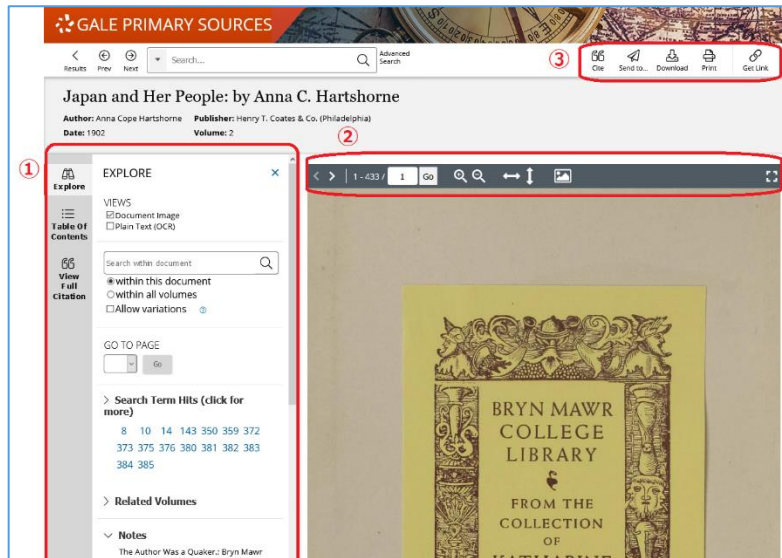 GALE PRIMARY SOURCES
Results
Prev
Next
Search...
Advanced
Search
③
Cite
Send to...
Download
Print
Get Link
Japan and Her People: by Anna C. Hartshorne
Author: Anna Cope Hartshorne Publisher: Henry T. Coates & Co. (Philadelphia)
Date: 1902 Volume: 2
②
①
Explore
Table Of
Contents
View
Full
Citation
EXPLORE ×
VIEWS
Document Image
Plain Text (OCR)
Search within document
within this document
within all volumes
Allow variations
GO TO PAGE
Go
Search Term Hits (click for
more)
8 10 14 143 350 359 372
373 375 376 380 381 382 383
384 385
Related Volumes
Notes
The Author Was a Quaker.: Bryn Mawr
1 - 433 / 1 Go
BRYN MAWR
COLLEGE
LIBRARY
FROM THE
COLLECTION
OF
KATHARINE